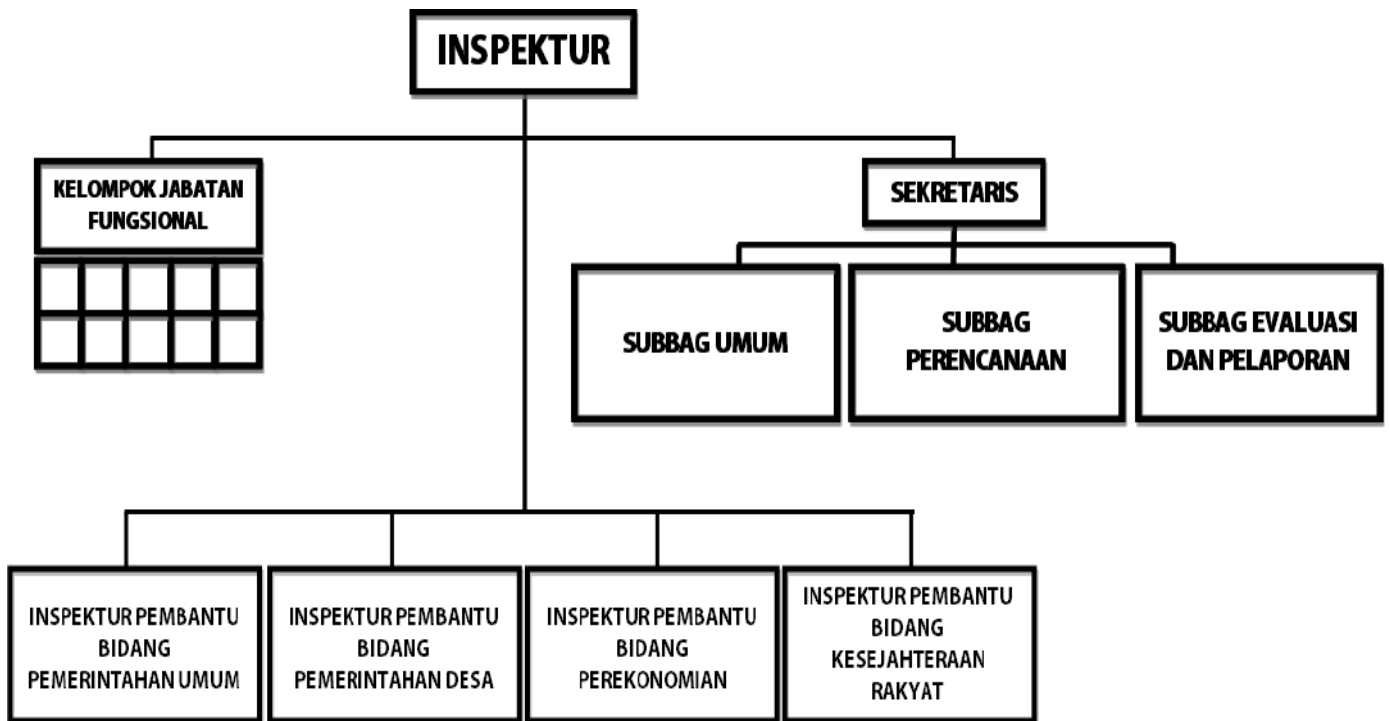 INSPEKTUR
KELOMPOK JABATAN
FUNGSIONAL
SEKRETARIS
SUBBAG UMUM
SUBBAG
PERENCANAAN
SUBBAG EVALUASI
DAN PELAPORAN
INSPEKTUR PEMBANTU
BIDANG
PEMERINTAHAN UMUM
INSPEKTUR PEMBANTU
BIDANG
PEMERINTAHAN DESA
INSPEKTUR PEMBANTU
BIDANG
PEREKONOMIAN
INSPEKTUR PEMBANTU
BIDANG
KESEJAHTERAAN
RAKYAT